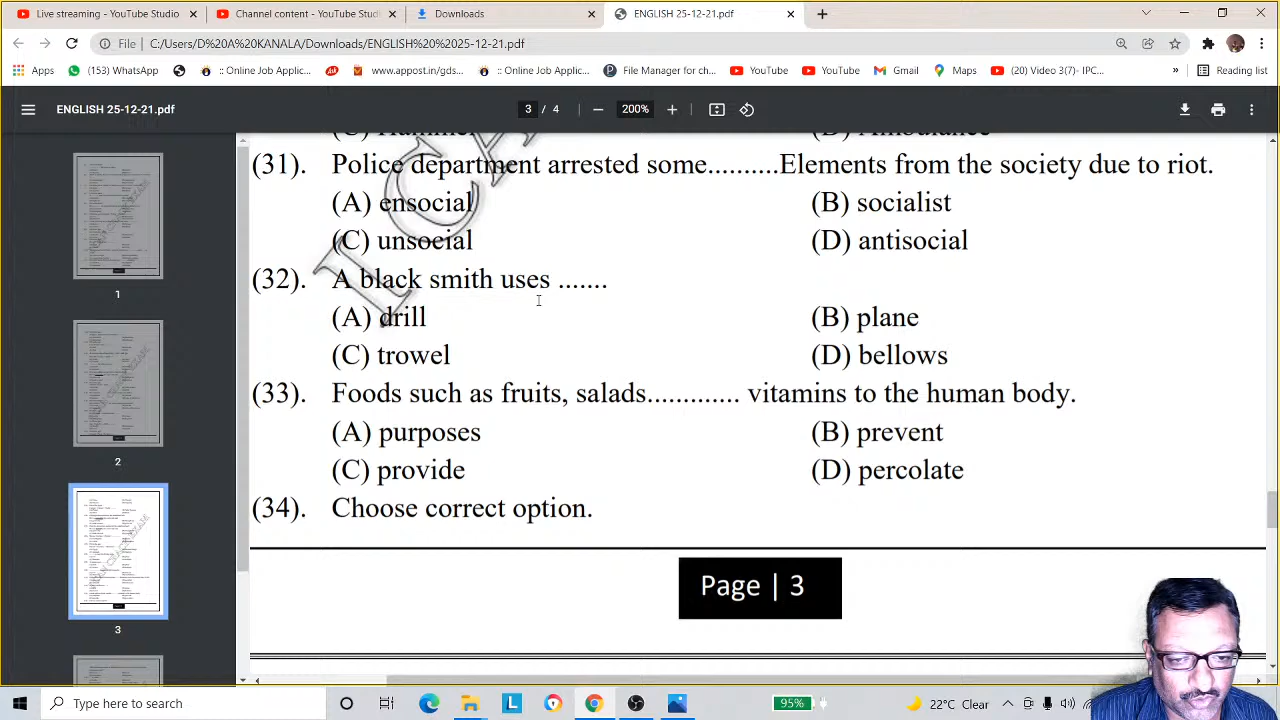 Live streaming - YouTube Studio
Channel content - YouTube Studi
Downloads
ENGLISH 25-12-21.pdf
File | C:/Users/D%20A%20KANALA/Downloads/ENGLISH%20%2025-12-21.pdf
Apps
(153) WhatsApp
:: Online Job Applic...
www.appost.in/gds...
:: Online Job Applic...
File Manager for ch...
YouTube
YouTube
Gmail
Maps
(20) Video 3(7)- IPC...
»
Reading list
ENGLISH 25-12-21.pdf
3 / 4
200%
(C) Hammer
(D) Ambulance
(31). Police department arrested some..........Elements from the society due to riot.
(A) ensocial
(B) socialist
(C) unsocial
(D) antisocial
(32). A black smith uses .......
(A) drill
(B) plane
(C) trowel
(D) bellows
(33). Foods such as fruits, salads............. vitamins to the human body.
(A) purposes
(B) prevent
(C) provide
(D) percolate
(34). Choose correct option.
Page | 3
1
2
3
Type here to search
95%
22°C Clear